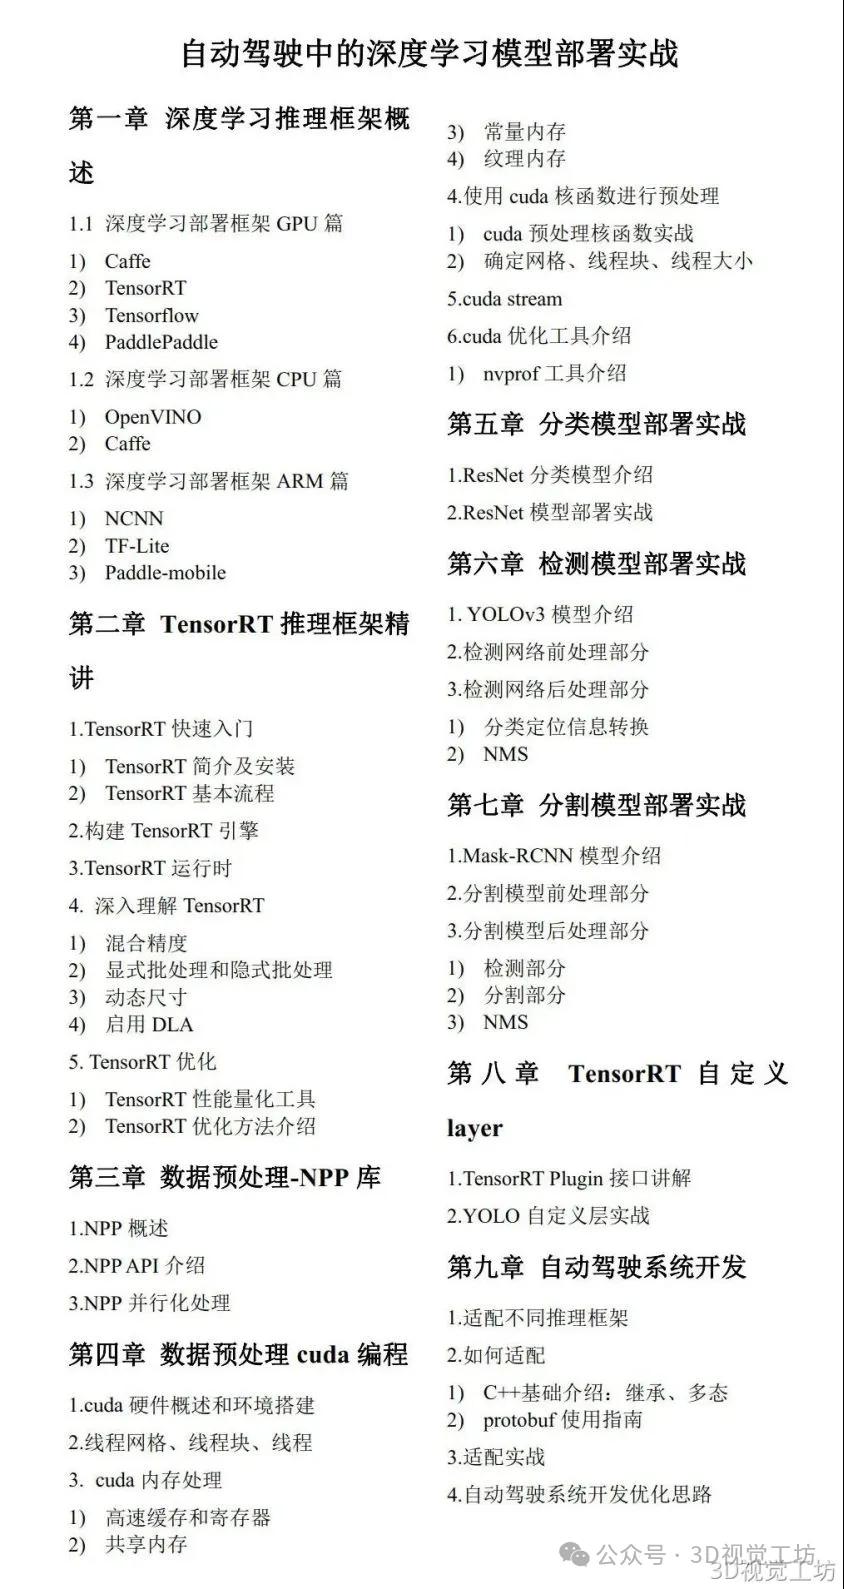 自动驾驶中的深度学习模型部署实战
第一章 深度学习推理框架概
述
1.1 深度学习部署框架 GPU 篇
1) Caffe
2) TensorRT
3) Tensorflow
4) PaddlePaddle
1.2 深度学习部署框架 CPU 篇
1) OpenVINO
2) Caffe
1.3 深度学习部署框架 ARM 篇
1) NCNN
2) TF-Lite
3) Paddle-mobile
第二章 TensorRT 推理框架精
讲
1.TensorRT 快速入门
1) TensorRT 简介及安装
2) TensorRT 基本流程
2.构建 TensorRT 引擎
3.TensorRT 运行时
4. 深入理解 TensorRT
1) 混合精度
2) 显式批处理和隐式批处理
3) 动态尺寸
4) 启用 DLA
5. TensorRT 优化
1) TensorRT 性能量化工具
2) TensorRT 优化方法介绍
第三章 数据预处理-NPP 库
1.NPP 概述
2.NPP API 介绍
3.NPP 并行化处理
第四章 数据预处理 cuda 编程
1.cuda 硬件概述和环境搭建
2.线程网格、线程块、线程
3. cuda 内存处理
1) 高速缓存和寄存器
2) 共享内存
3) 常量内存
4) 纹理内存
4.使用 cuda 核函数进行预处理
1) cuda 预处理核函数实战
2) 确定网格、线程块、线程大小
5.cuda stream
6.cuda 优化工具介绍
1) nvprof 工具介绍
第五章 分类模型部署实战
1.ResNet 分类模型介绍
2.ResNet 模型部署实战
第六章 检测模型部署实战
1. YOLOv3 模型介绍
2.检测网络前处理部分
3.检测网络后处理部分
1) 分类定位信息转换
2) NMS
第七章 分割模型部署实战
1.Mask-RCNN 模型介绍
2.分割模型前处理部分
3.分割模型后处理部分
1) 检测部分
2) 分割部分
3) NMS
第八章 TensorRT 自定义
layer
1.TensorRT Plugin 接口讲解
2.YOLO 自定义层实战
第九章 自动驾驶系统开发
1.适配不同推理框架
2.如何适配
1) C++基础介绍：继承、多态
2) protobuf 使用指南
3.适配实战
4.自动驾驶系统开发优化思路
公众号 · 3D视觉工坊
3D视觉工坊